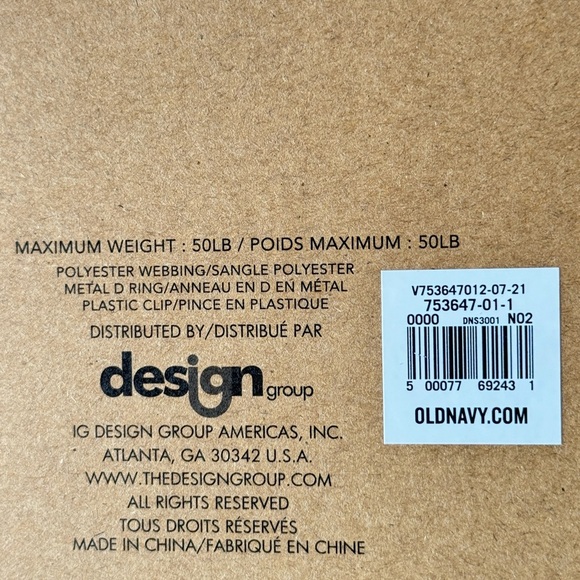 MAXIMUM WEIGHT : 50LB / POIDS MAXIMUM : 50LB
POLYESTER WEBBING/SANGLE POLYESTER
METAL D RING/ANNEAU EN D EN MÉTAL
PLASTIC CLIP/PINCE EN PLASTIQUE
DISTRIBUTED BY/DISTRIBUÉ PAR
design group
IG DESIGN GROUP AMERICAS, INC.
ATLANTA, GA 30342 U.S.A.
WWW.THEDESIGNGROUP.COM
ALL RIGHTS RESERVED
TOUS DROITS RÉSERVÉS
MADE IN CHINA/FABRIQUÉ EN CHINE
V753647012-07-21
753647-01-1
0000 DNS3001 N02
5 00077 69243 1
OLDNAVY.COM